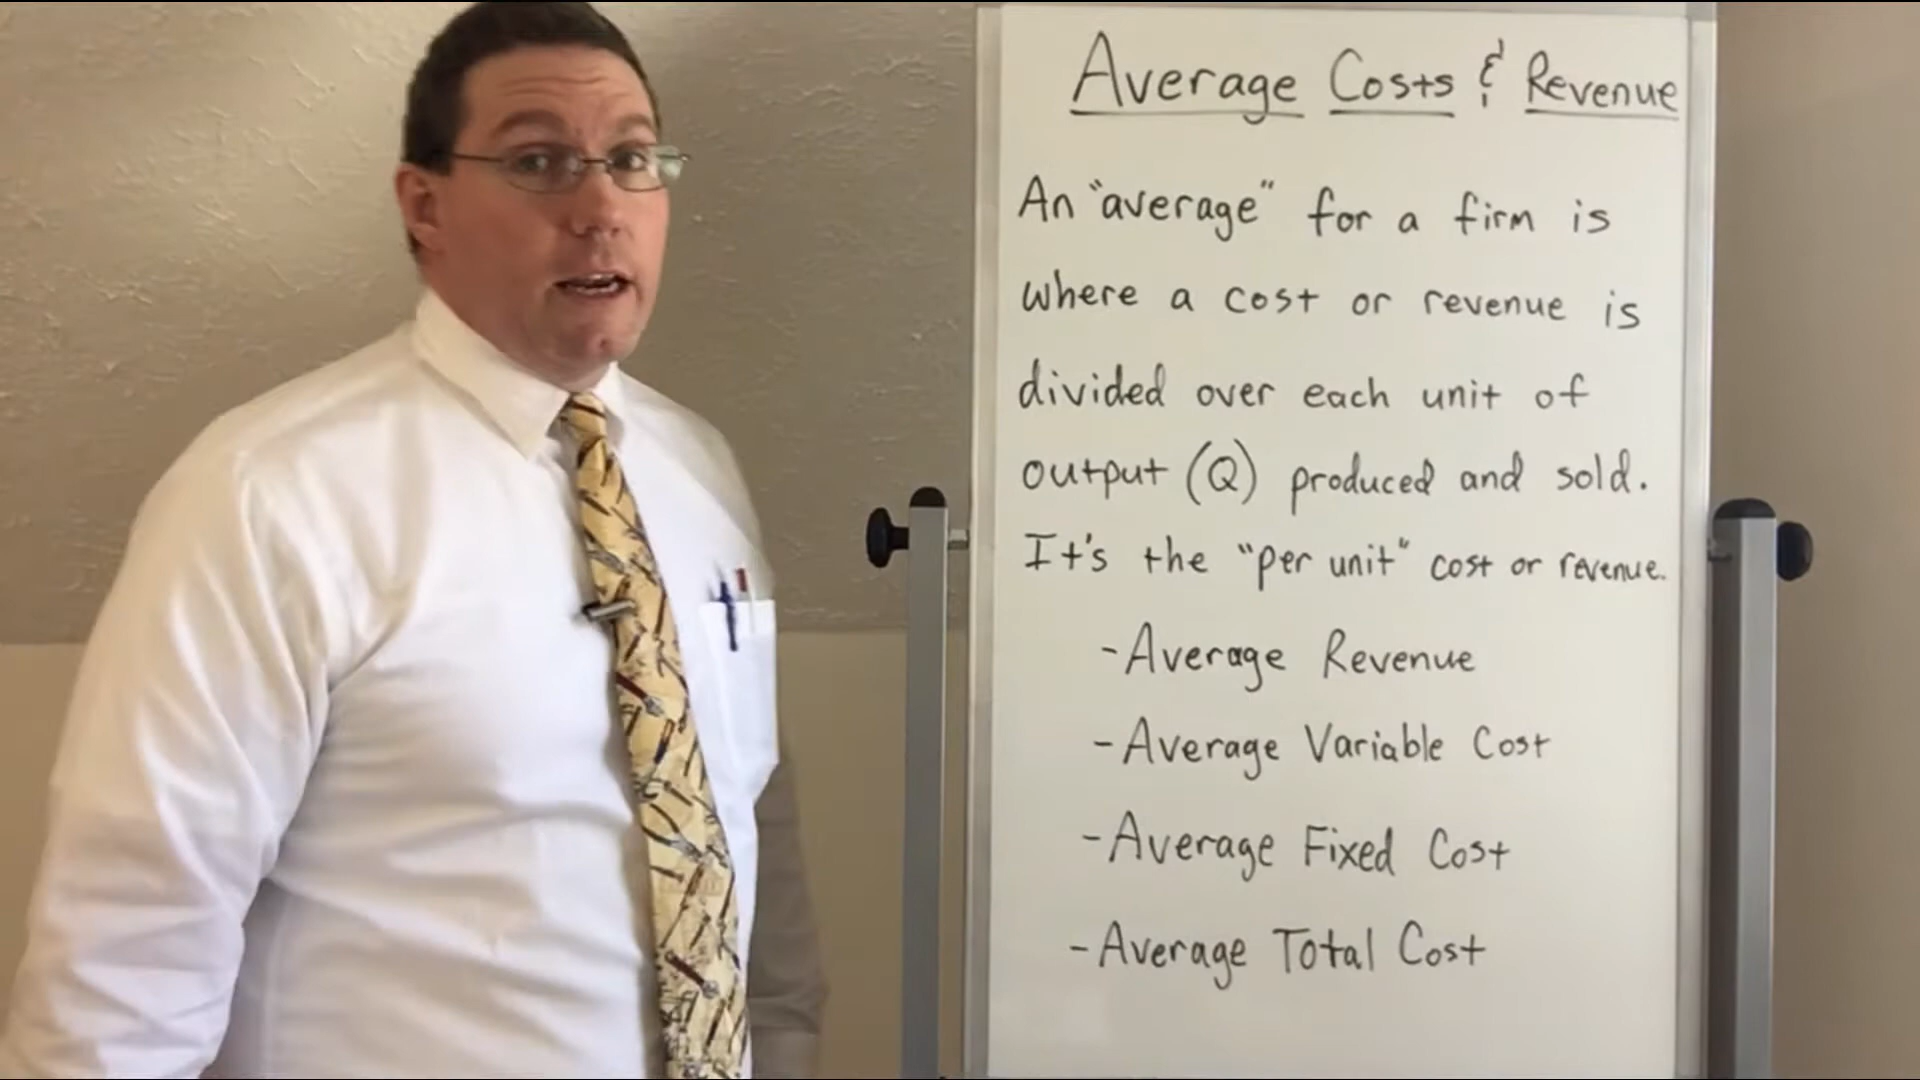 Average Costs & Revenue
An "average" for a firm is
where a cost or revenue is
divided over each unit of
output (Q) produced and sold.
It's the "per unit" cost or revenue.
-Average Revenue
-Average Variable Cost
-Average Fixed Cost
-Average Total Cost